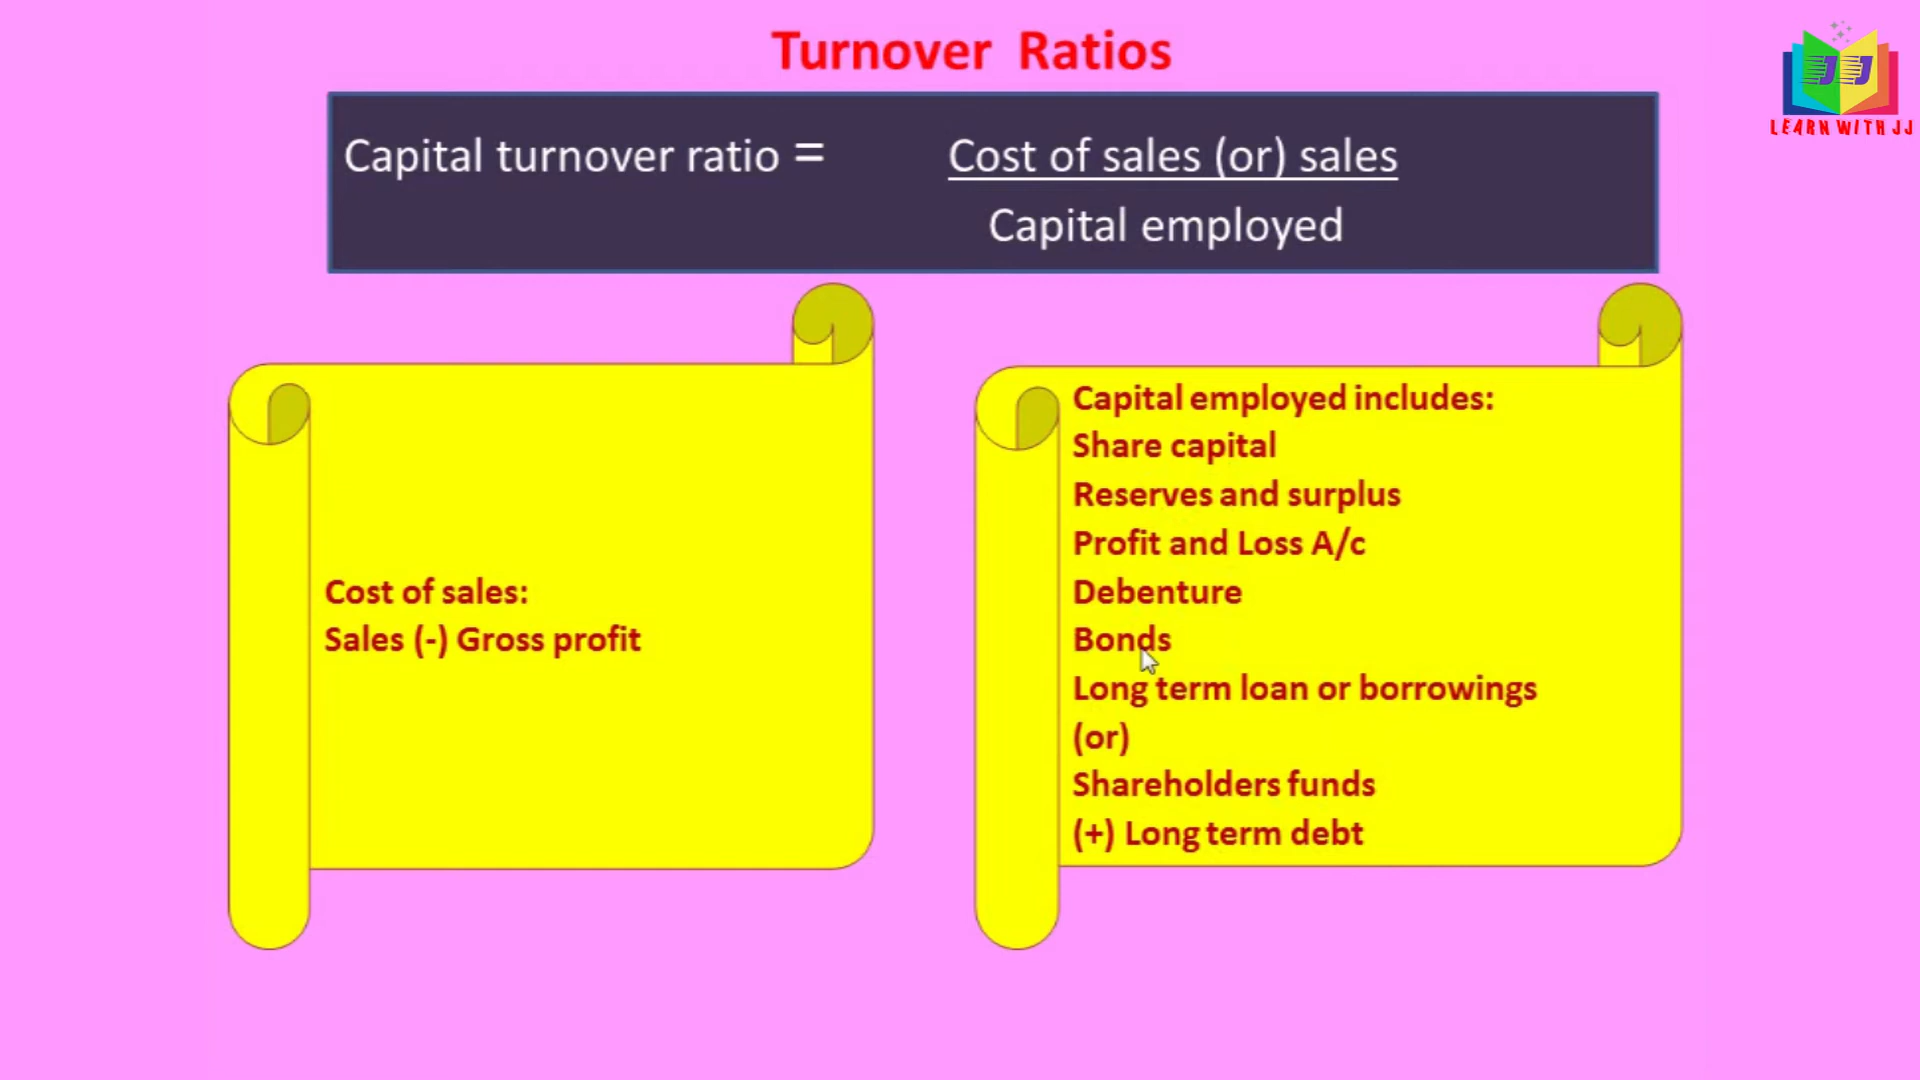 Turnover Ratios
Capital turnover ratio = Cost of sales (or) sales
Capital employed
Cost of sales:
Sales (-) Gross profit
Capital employed includes:
Share capital
Reserves and surplus
Profit and Loss A/c
Debenture
Bonds
Long term loan or borrowings
(or)
Shareholders funds
(+) Long term debt
JJ
LEARN WITH JJ